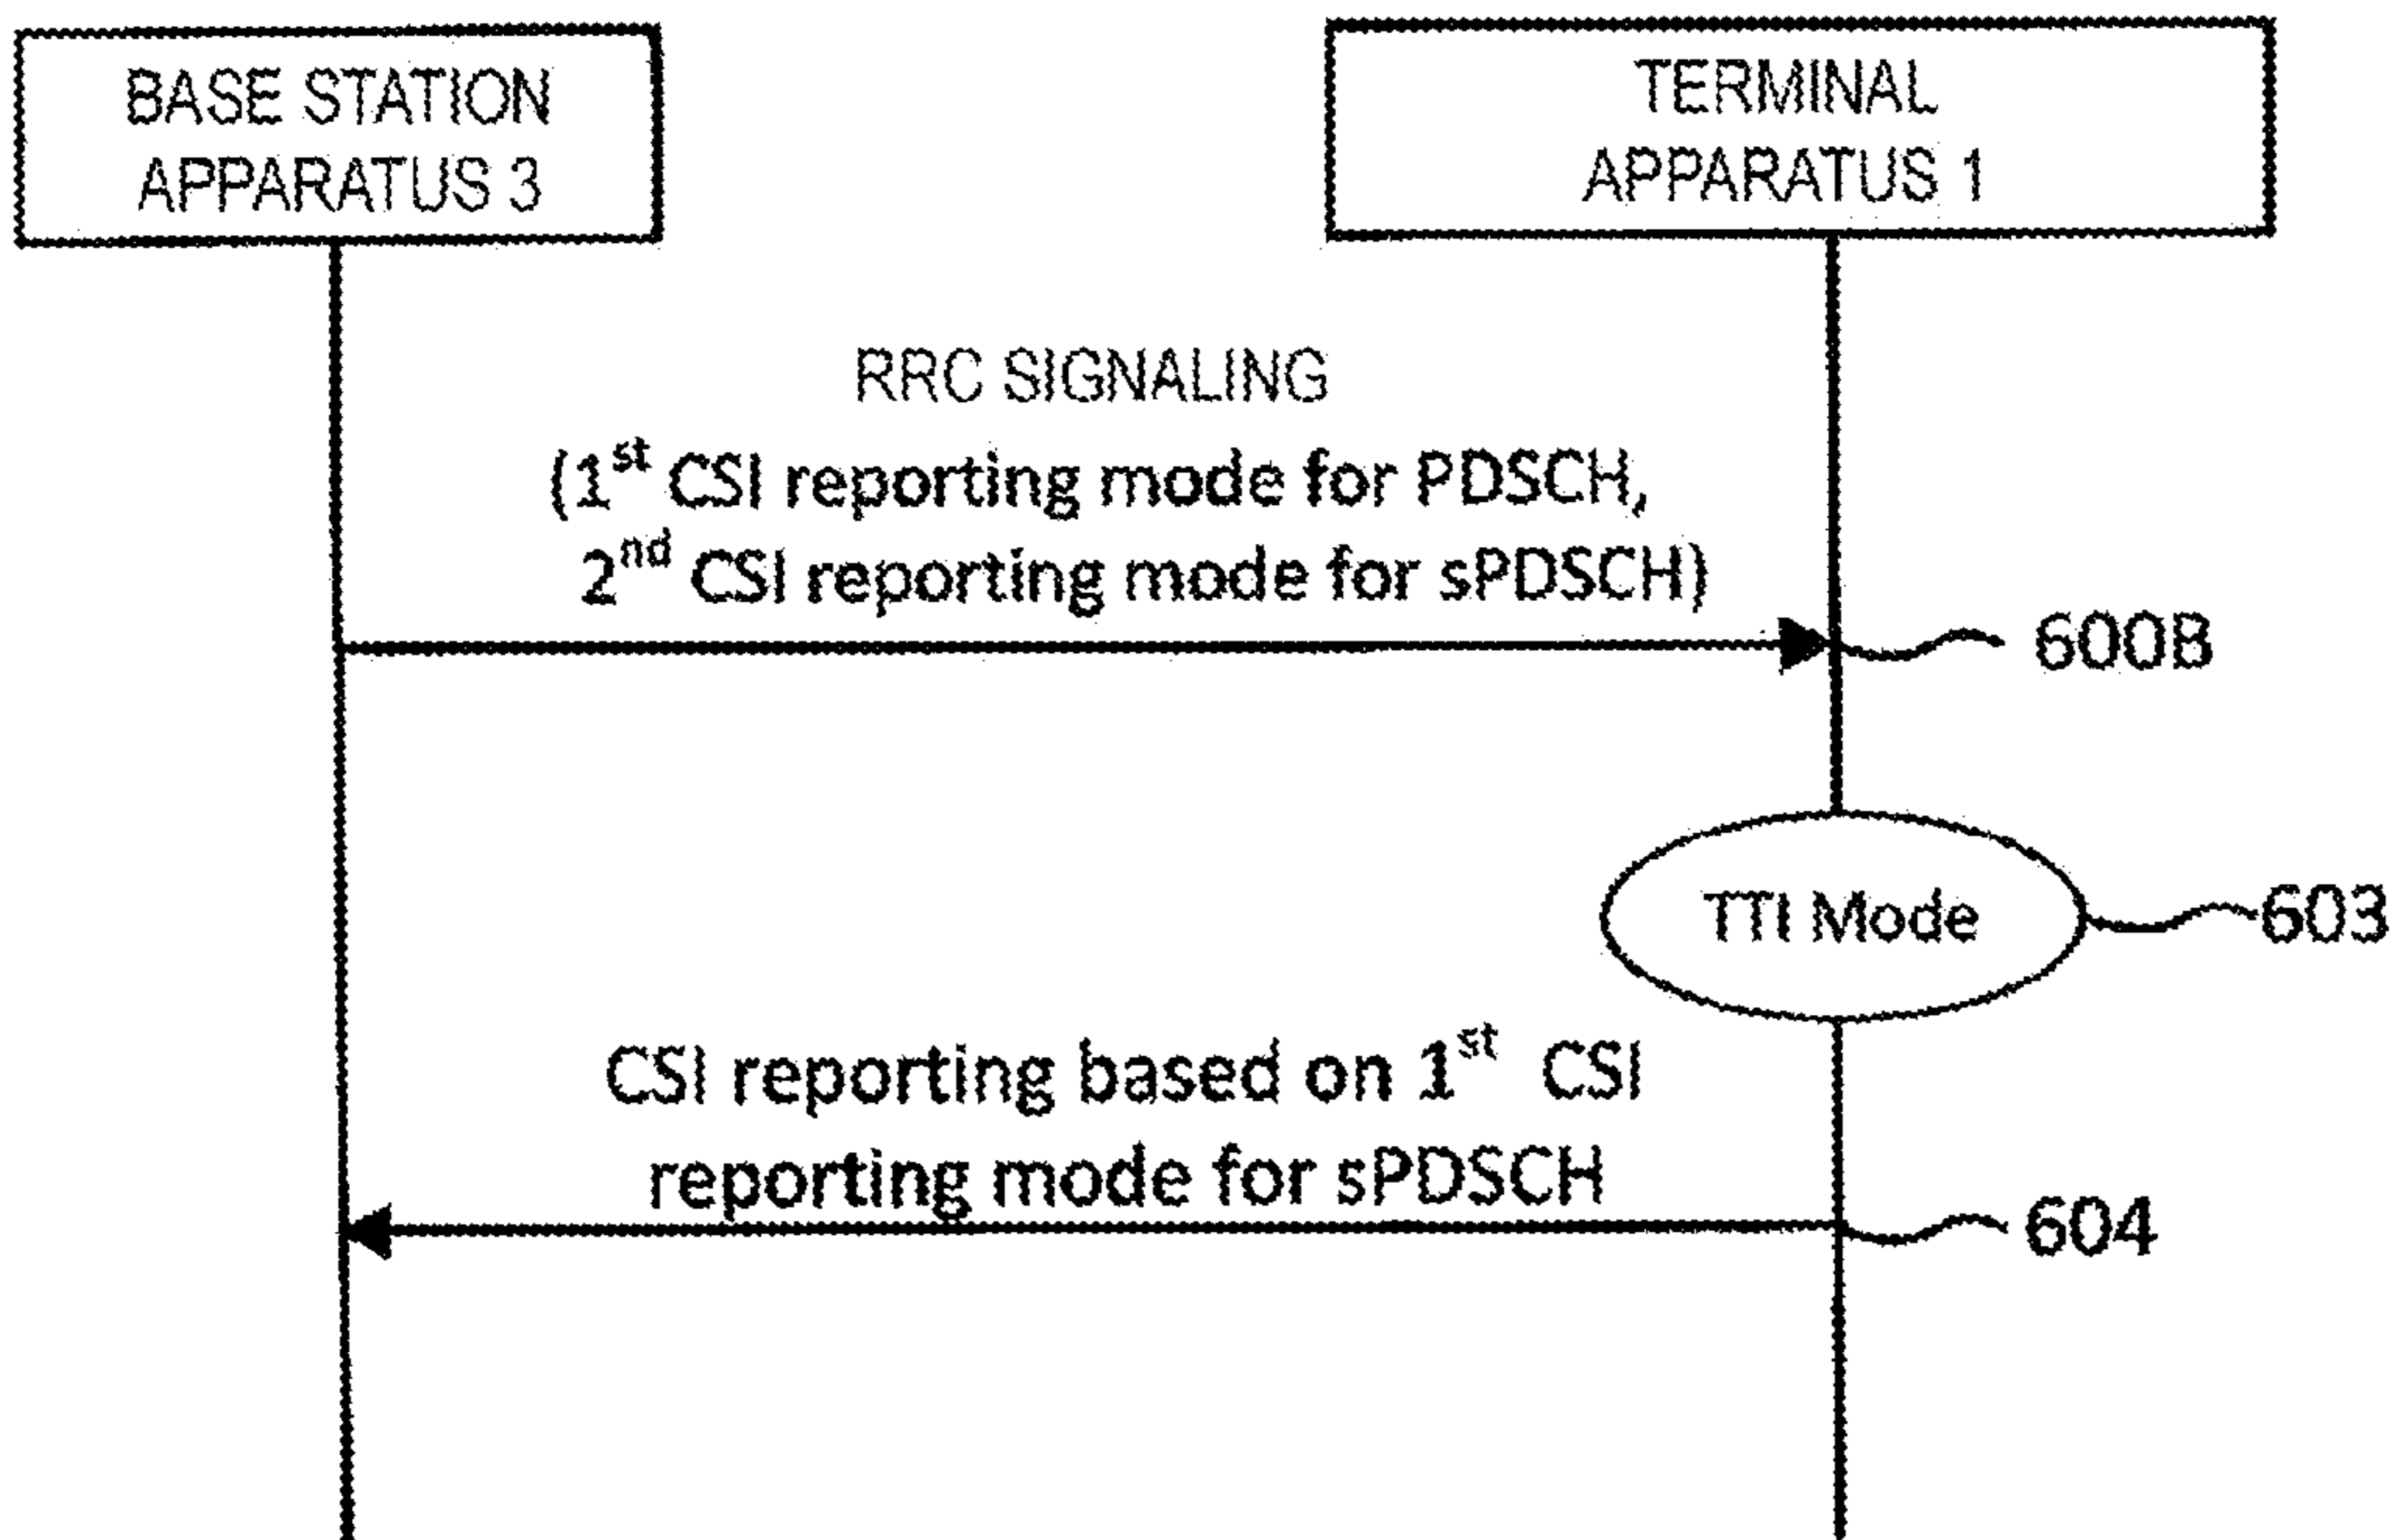 BASE STATION
APPARATUS 3
TERMINAL
APPARATUS 1
RRC SIGNALING
(1st CSI reporting mode for PDSCH,
2nd CSI reporting mode for sPDSCH)
600B
TTI Mode
603
CSI reporting based on 1st CSI
reporting mode for sPDSCH
604